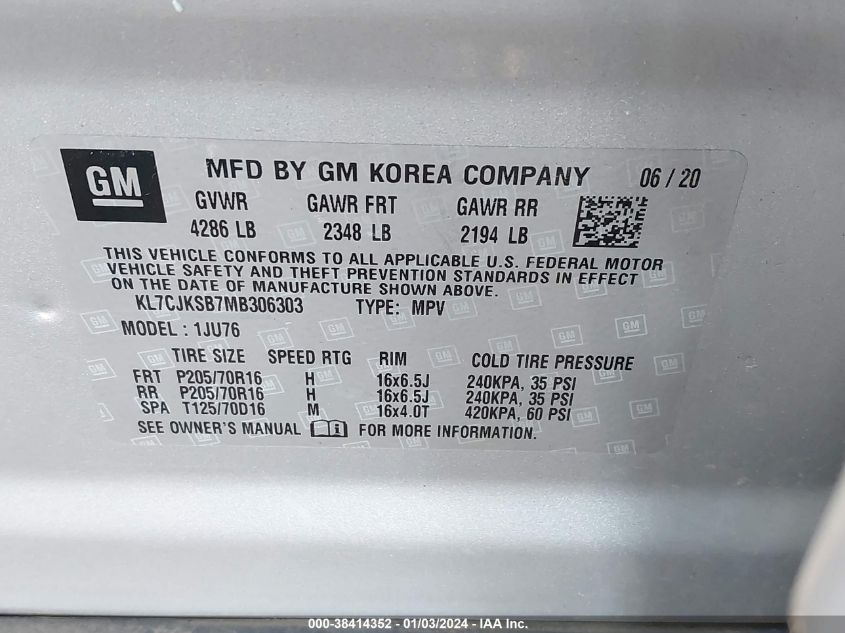 GM MFD BY GM KOREA COMPANY 06 / 20
GVWR GAWR FRT GAWR RR
4286 LB 2348 LB 2194 LB
THIS VEHICLE CONFORMS TO ALL APPLICABLE U.S. FEDERAL MOTOR
VEHICLE SAFETY AND THEFT PREVENTION STANDARDS IN EFFECT
ON THE DATE OF MANUFACTURE SHOWN ABOVE.
KL7CJKSB7MB306303 TYPE: MPV
MODEL : 1JU76
TIRE SIZE SPEED RTG RIM COLD TIRE PRESSURE
FRT P205/70R16 H 16x6.5J 240KPA, 35 PSI
RR P205/70R16 H 16x6.5J 240KPA, 35 PSI
SPA T125/70D16 M 16x4.0T 420KPA, 60 PSI
SEE OWNER'S MANUAL FOR MORE INFORMATION.
000-38414352 - 01/03/2024 - IAA Inc.